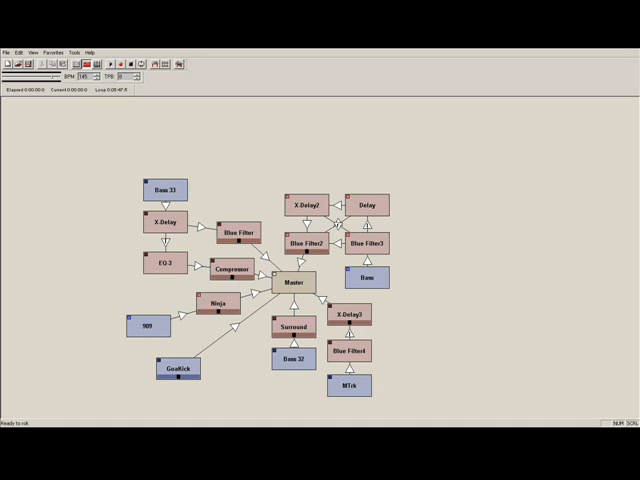 File Edit View Favorites Tools Help
BPM: 145 TPB: 8
Elapsed 0:00:00:0 Current 0:00:00:0 Loop 0:05:47:5
Bass 33
X-Delay2 Delay
X-Delay
Blue Filter
Blue Filter2 Blue Filter3
EQ-3 Compressor
Bass
Master
Ninja
X-Delay3
909 Surround
Blue Filter4
Bass 32
GoaKick
MTrk
Ready to rok NUM SCRL